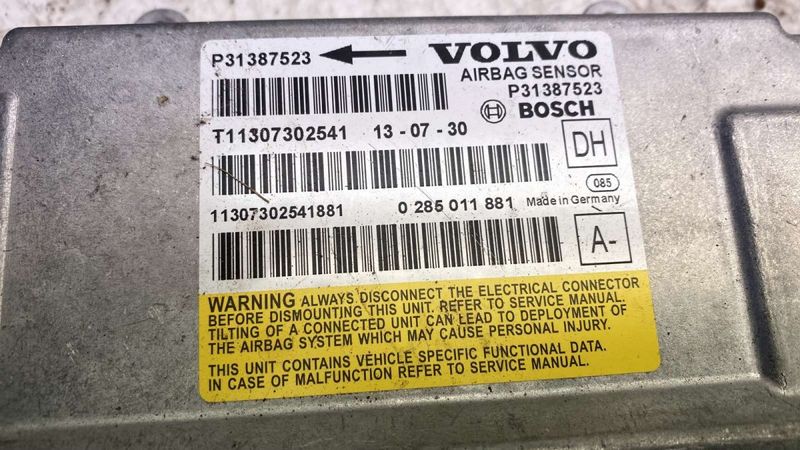 P31387523 VOLVO
AIRBAG SENSOR
P31387523
BOSCH
T11307302541 13 - 07 - 30
DH
085
11307302541881 0 285 011 881 Made in Germany
A-
WARNING ALWAYS DISCONNECT THE ELECTRICAL CONNECTOR
BEFORE DISMOUNTING THIS UNIT. REFER TO SERVICE MANUAL.
TILTING OF A CONNECTED UNIT CAN LEAD TO DEPLOYMENT OF
THE AIRBAG SYSTEM WHICH MAY CAUSE PERSONAL INJURY.
THIS UNIT CONTAINS VEHICLE SPECIFIC FUNCTIONAL DATA.
IN CASE OF MALFUNCTION REFER TO SERVICE MANUAL.